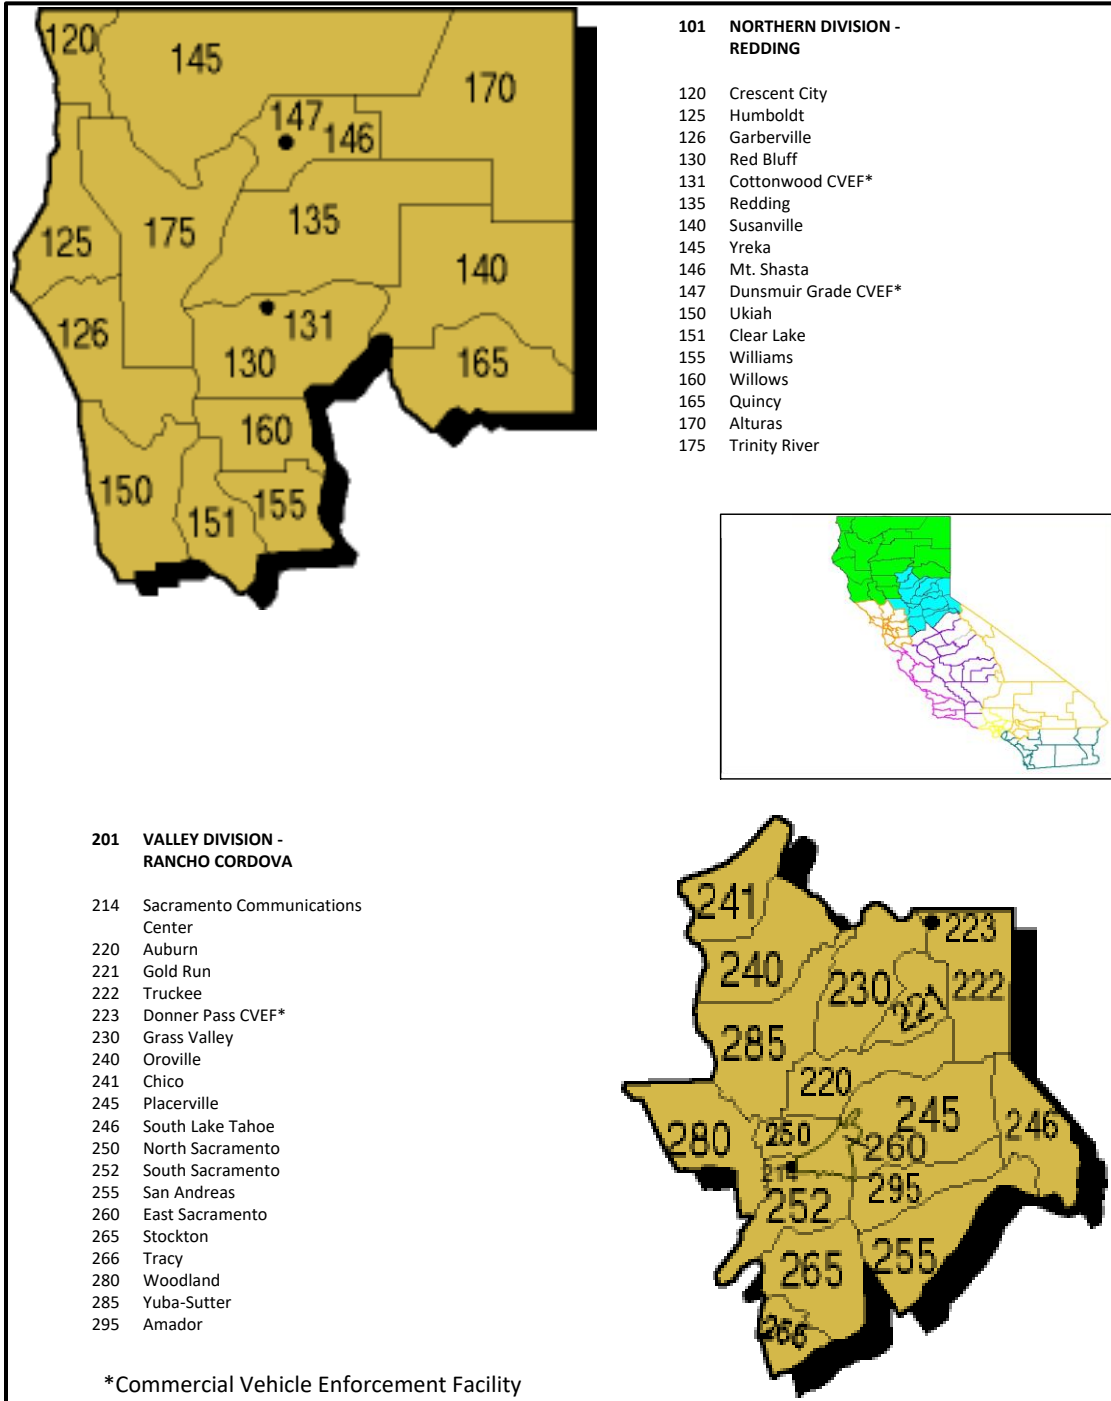 120
145
170
147
146
125
175
135
140
126
131
130
165
160
150
151
155
101 NORTHERN DIVISION -
REDDING
120 Crescent City
125 Humboldt
126 Garberville
130 Red Bluff
131 Cottonwood CVEF*
135 Redding
140 Susanville
145 Yreka
146 Mt. Shasta
147 Dunsmuir Grade CVEF*
150 Ukiah
151 Clear Lake
155 Williams
160 Willows
165 Quincy
170 Alturas
175 Trinity River
201 VALLEY DIVISION -
RANCHO CORDOVA
214 Sacramento Communications
Center
220 Auburn
221 Gold Run
222 Truckee
223 Donner Pass CVEF*
230 Grass Valley
240 Oroville
241 Chico
245 Placerville
246 South Lake Tahoe
250 North Sacramento
252 South Sacramento
255 San Andreas
260 East Sacramento
265 Stockton
266 Tracy
280 Woodland
285 Yuba-Sutter
295 Amador
241
223
240
230
221
222
285
220
245
246
280
250
260
214
295
252
255
265
266
*Commercial Vehicle Enforcement Facility